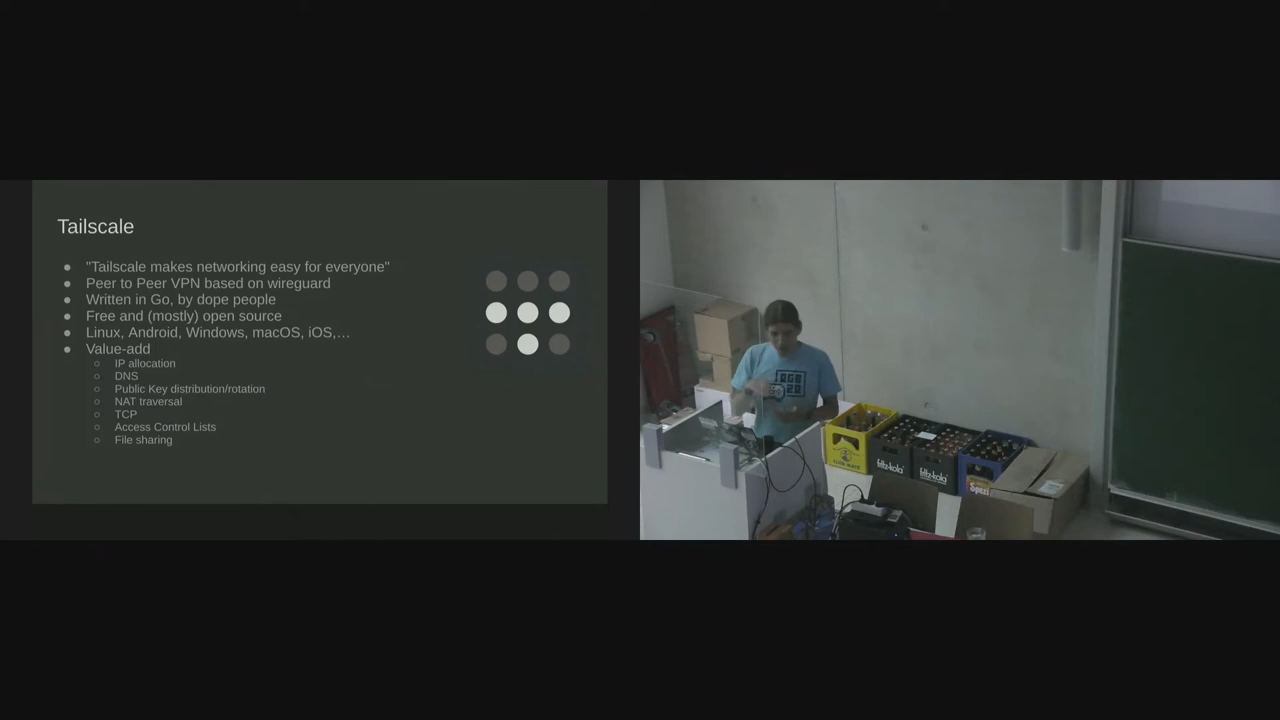 Tailscale
● "Tailscale makes networking easy for everyone"
● Peer to Peer VPN based on wireguard
● Written in Go, by dope people
● Free and (mostly) open source
● Linux, Android, Windows, macOS, iOS,…
● Value-add
○ IP allocation
○ DNS
○ Public Key distribution/rotation
○ NAT traversal
○ TCP
○ Access Control Lists
○ File sharing
fritz-kola
fritz-kola
Spezi